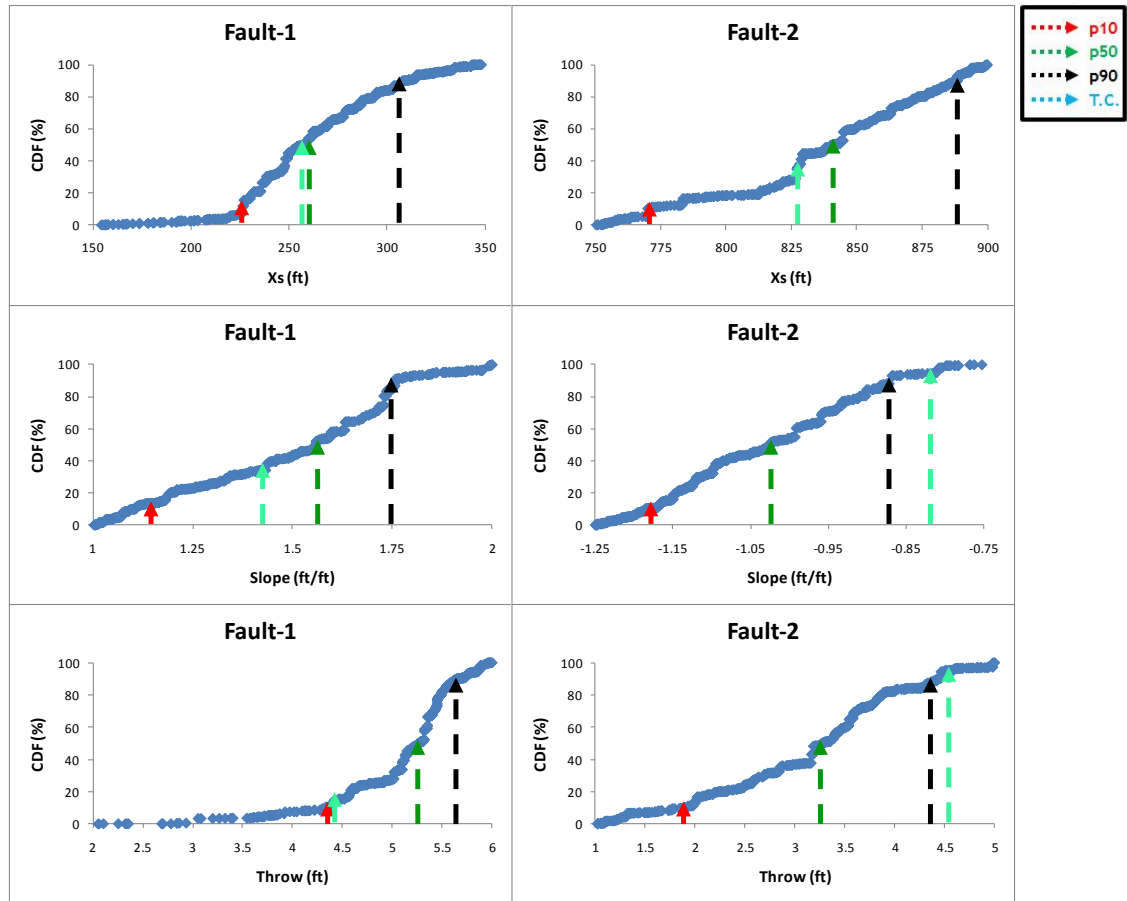 Fault-1
100
80
60
40
20
0
CDF (%)
150 200 250 300 350
Xs (ft)
Fault-2
100
80
60
40
20
0
CDF (%)
750 775 800 825 850 875 900
Xs (ft)
p10
p50
p90
T.C.
Fault-1
100
80
60
40
20
0
CDF (%)
1 1.25 1.5 1.75 2
Slope (ft/ft)
Fault-2
100
80
60
40
20
0
CDF (%)
-1.25 -1.15 -1.05 -0.95 -0.85 -0.75
Slope (ft/ft)
Fault-1
100
80
60
40
20
0
CDF (%)
2 2.5 3 3.5 4 4.5 5 5.5 6
Throw (ft)
Fault-2
100
80
60
40
20
0
CDF (%)
1 1.5 2 2.5 3 3.5 4 4.5 5
Throw (ft)